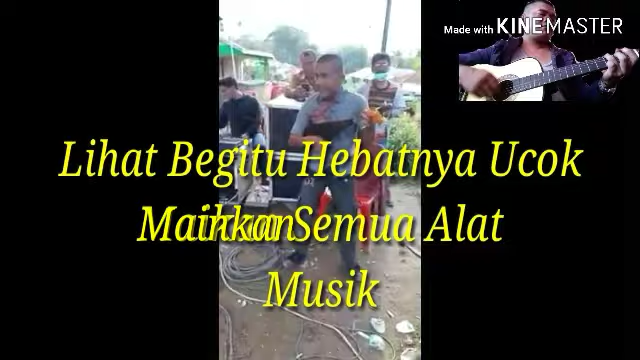 Made with KINEMASTER
Lihat Begitu Hebatnya Ucok
Mainkan Semua Alat
Musik